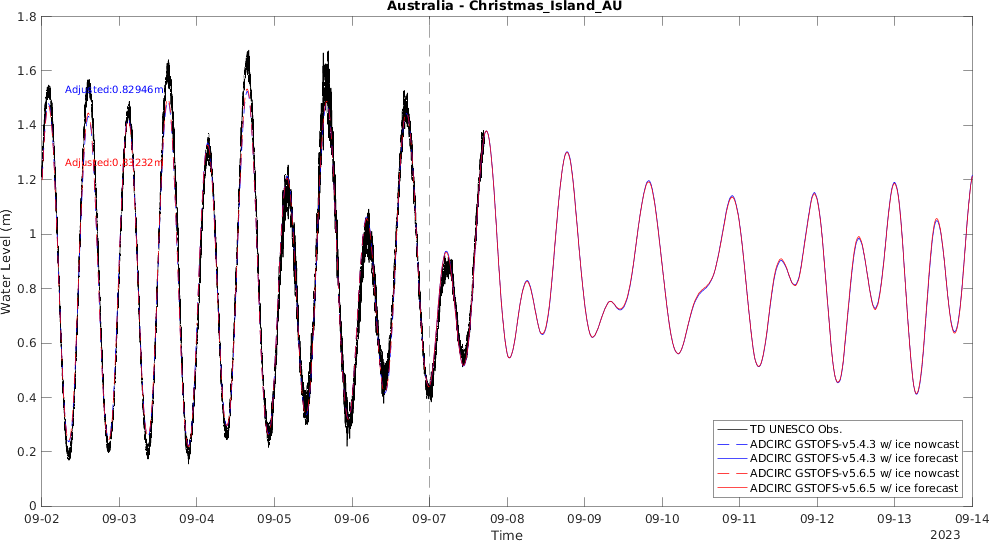 Australia - Christmas_Island_AU
1.8
1.6
1.4
1.2
1
0.8
0.6
0.4
0.2
0
Water Level (m)
Adjusted:0.82946m
Adjusted:0.83232m
TD UNESCO Obs.
ADCIRC GSTOFS-v5.4.3 w/ ice nowcast
ADCIRC GSTOFS-v5.4.3 w/ ice forecast
ADCIRC GSTOFS-v5.6.5 w/ ice nowcast
ADCIRC GSTOFS-v5.6.5 w/ ice forecast
09-02 09-03 09-04 09-05 09-06 09-07 09-08 09-09 09-10 09-11 09-12 09-13 09-14
Time
2023